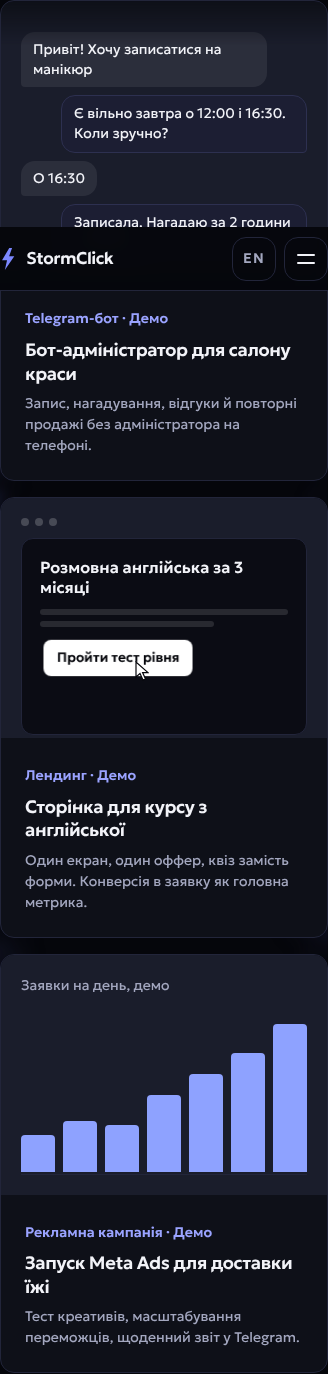 Привіт! Хочу записатися на
манікюр
Є вільно завтра о 12:00 і 16:30.
Коли зручно?
О 16:30
Записала. Нагадаю за 2 години
StormClick
EN
Telegram-бот · Демо
Бот-адміністратор для салону
краси
Запис, нагадування, відгуки й повторні
продажі без адміністратора на
телефоні.
Розмовна англійська за 3
місяці
Пройти тест рівня
Лендинг · Демо
Сторінка для курсу з
англійської
Один екран, один оффер, квіз замість
форми. Конверсія в заявку як головна
метрика.
Заявки на день, демо
Рекламна кампанія · Демо
Запуск Meta Ads для доставки
їжі
Тест креативів, масштабування
переможців, щоденний звіт у Telegram.